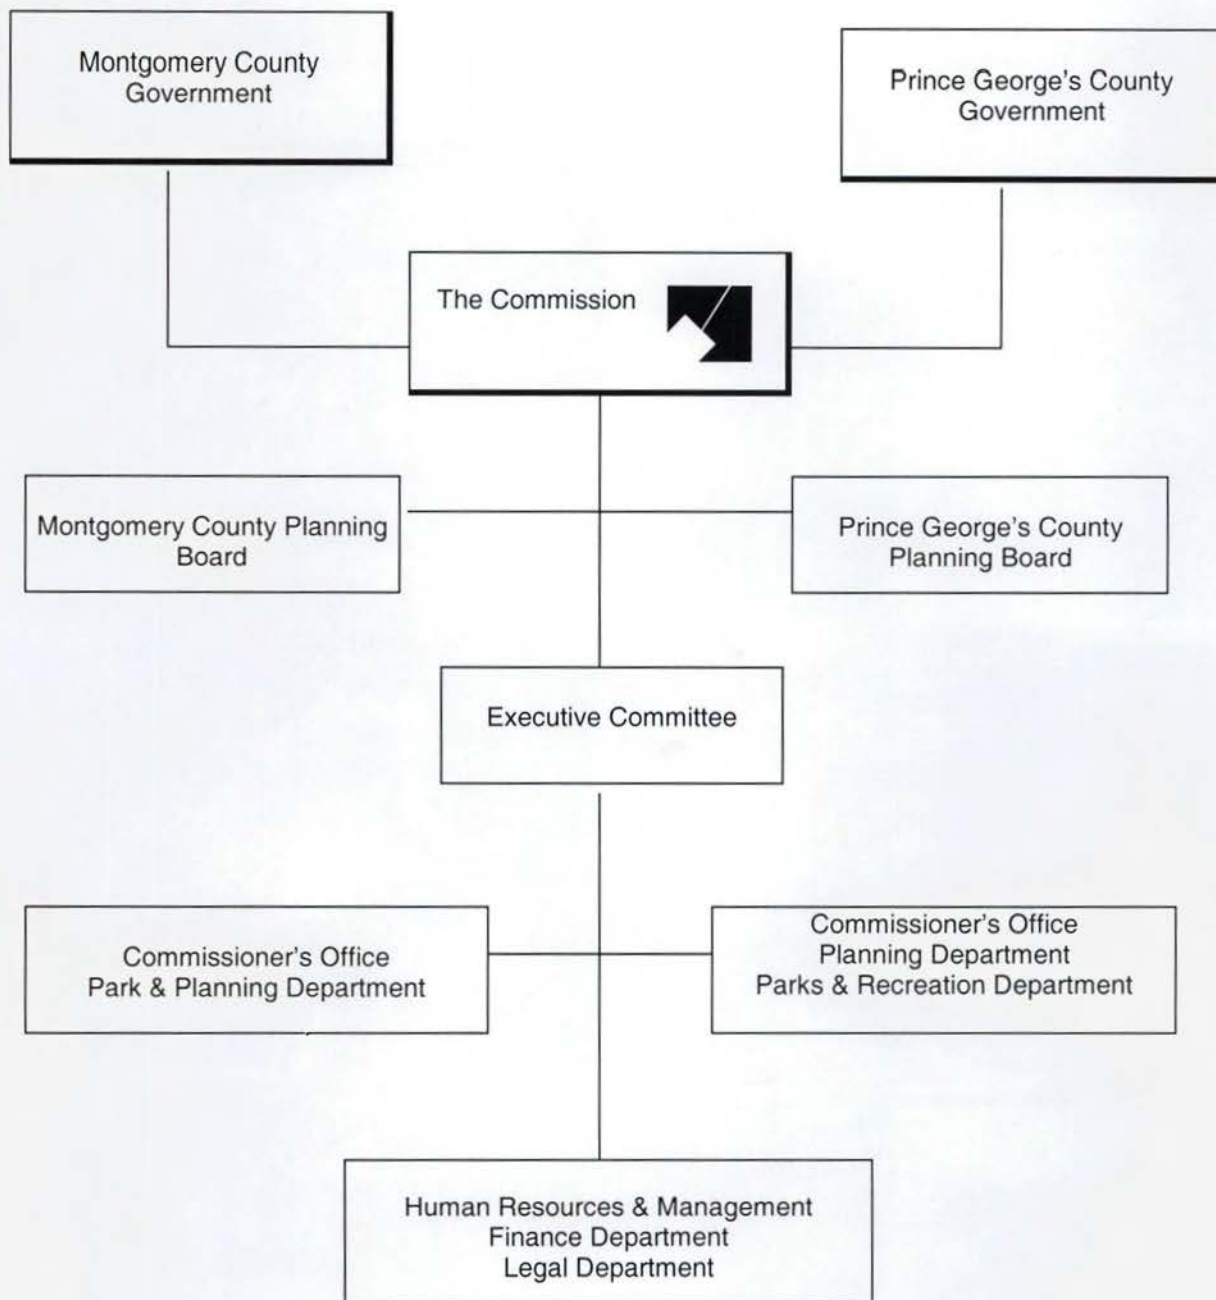 Montgomery County
Government
Prince George's County
Government
The Commission
Montgomery County Planning
Board
Prince George's County
Planning Board
Executive Committee
Commissioner's Office
Park & Planning Department
Commissioner's Office
Planning Department
Parks & Recreation Department
Human Resources & Management
Finance Department
Legal Department